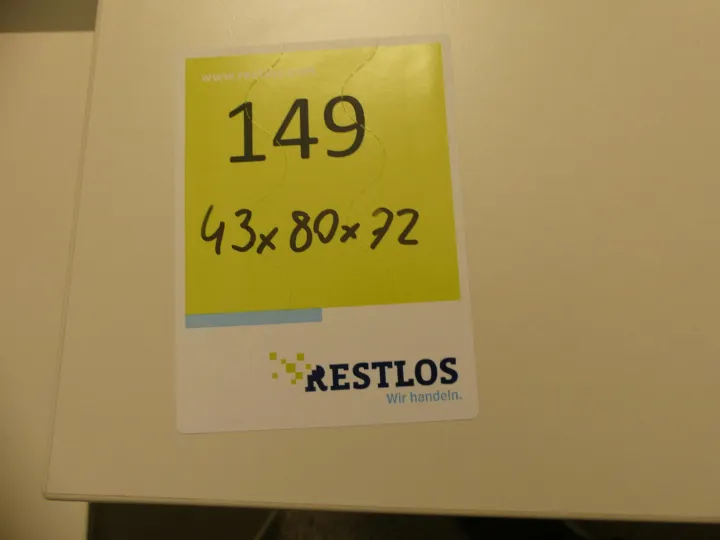 149
43x80x72
RESTLOS
Wir handeln.